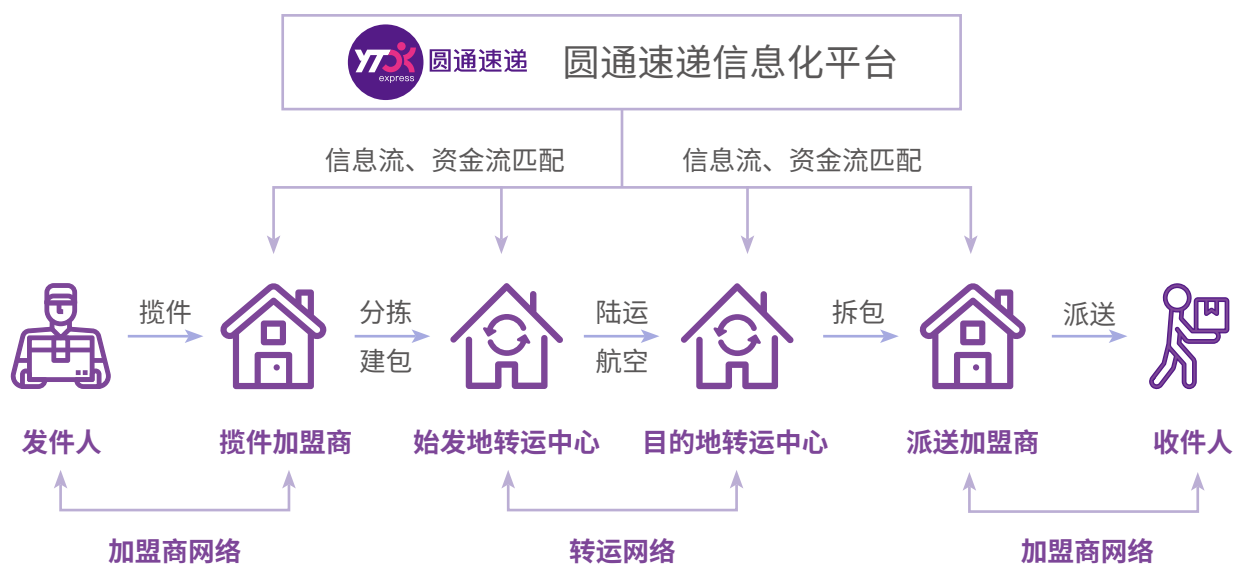 YTO
express
圆通速递
圆通速递信息化平台
信息流、资金流匹配
信息流、资金流匹配
揽件
分拣
建包
陆运
航空
拆包
派送
发件人
揽件加盟商
始发地转运中心
目的地转运中心
派送加盟商
收件人
加盟商网络
转运网络
加盟商网络